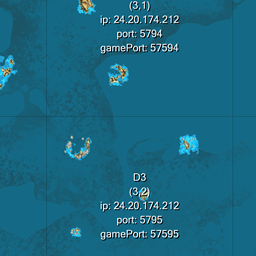 (3,1)
ip: 24.20.174.212
port: 5794
gamePort: 57594
D3
(3,2)
ip: 24.20.174.212
port: 5795
gamePort: 57595